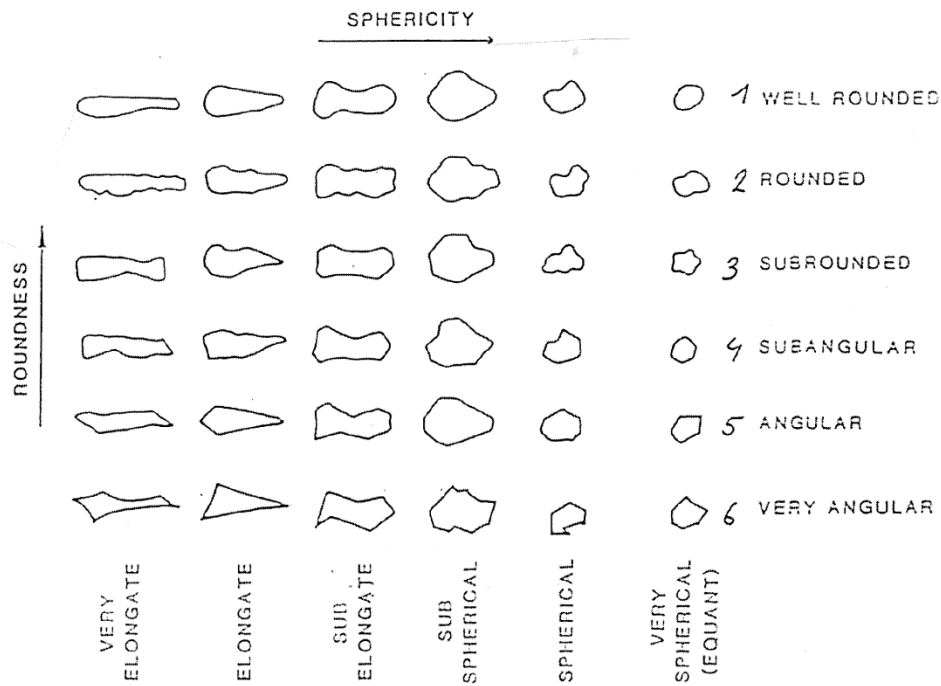 SPHERICITY
1 WELL ROUNDED
2 ROUNDED
3 SUBROUNDED
4 SUBANGULAR
5 ANGULAR
6 VERY ANGULAR
ROUNDNESS
VERY
ELONGATE
ELONGATE
SUB
ELONGATE
SUB
SPHERICAL
SPHERICAL
VERY
SPHERICAL
(EQUANT)